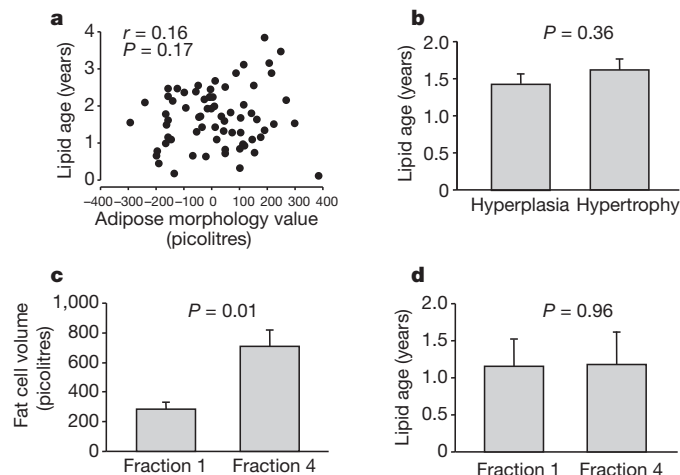 a
r = 0.16
P = 0.17
Lipid age (years)
4
3
2
1
0
–400 –300 –200 –100 0 100 200 300 400
Adipose morphology value
(picolitres)
b
P = 0.36
Lipid age (years)
2.0
1.5
1.0
0.5
0
Hyperplasia Hypertrophy
c
P = 0.01
Fat cell volume
(picolitres)
1,000
800
600
400
200
0
Fraction 1 Fraction 4
d
P = 0.96
Lipid age (years)
2.0
1.5
1.0
0.5
0
Fraction 1 Fraction 4